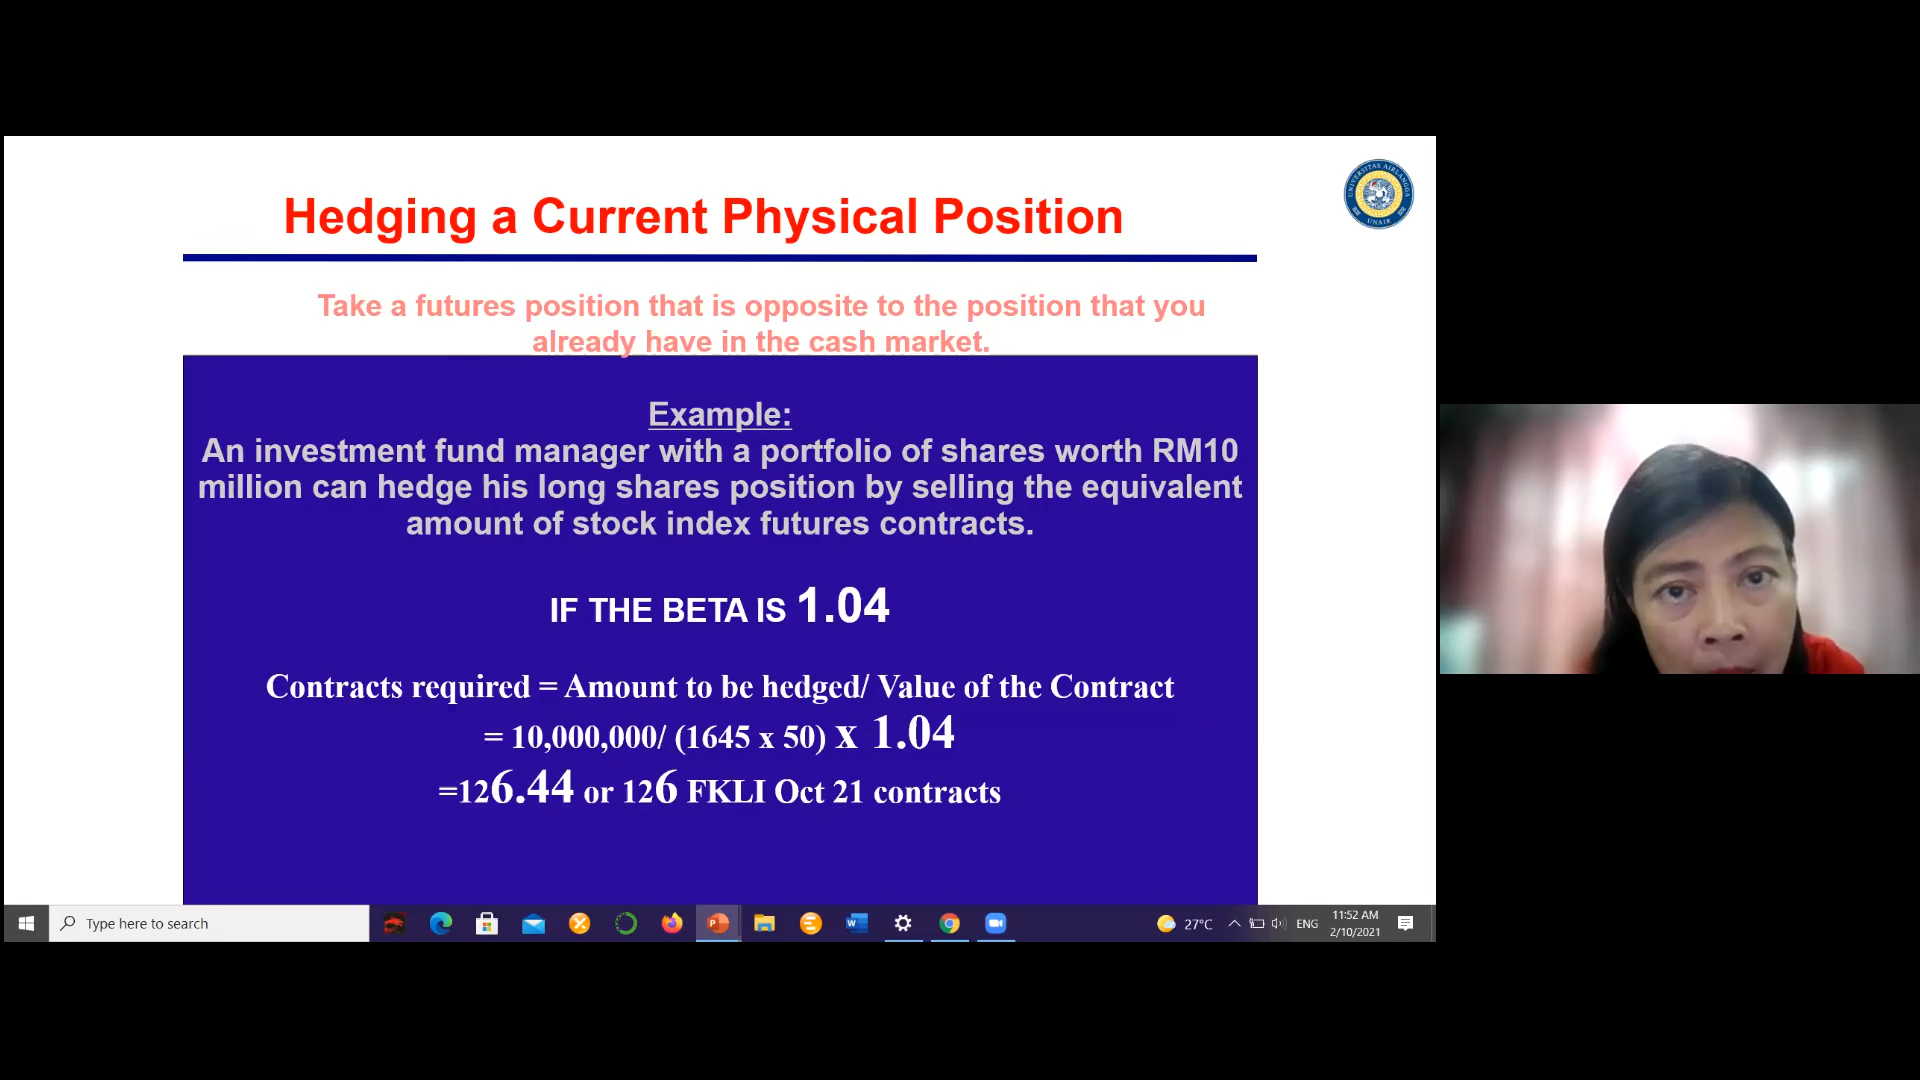 Hedging a Current Physical Position
UNIVERSITAS AIRLANGGA
UNAIR
Take a futures position that is opposite to the position that you
already have in the cash market.
Example:
An investment fund manager with a portfolio of shares worth RM10
million can hedge his long shares position by selling the equivalent
amount of stock index futures contracts.
IF THE BETA IS 1.04
Contracts required = Amount to be hedged/ Value of the Contract
= 10,000,000/ (1645 x 50) x 1.04
=126.44 or 126 FKLI Oct 21 contracts
Type here to search
27°C
ENG
11:52 AM
2/10/2021